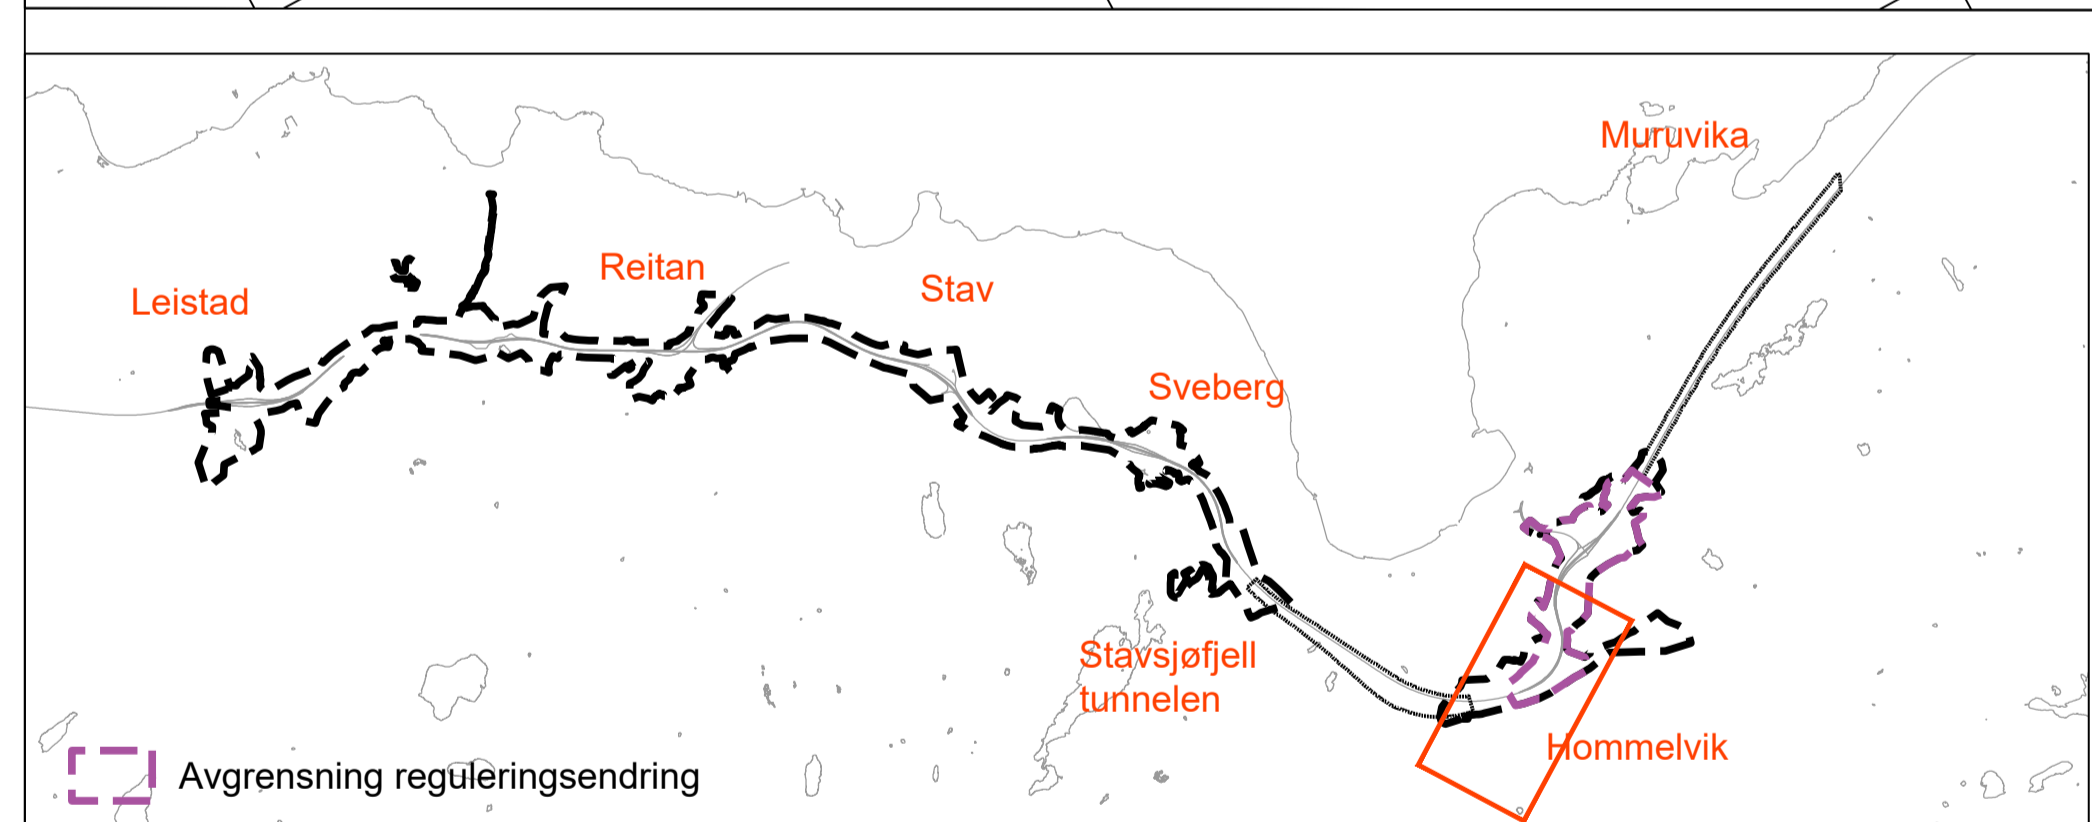 Muruvika
Reitan
Leistad
Stav
Sveberg
Stavsjøfjell
tunnelen
Hommelvik
Avgrensning reguleringsendring